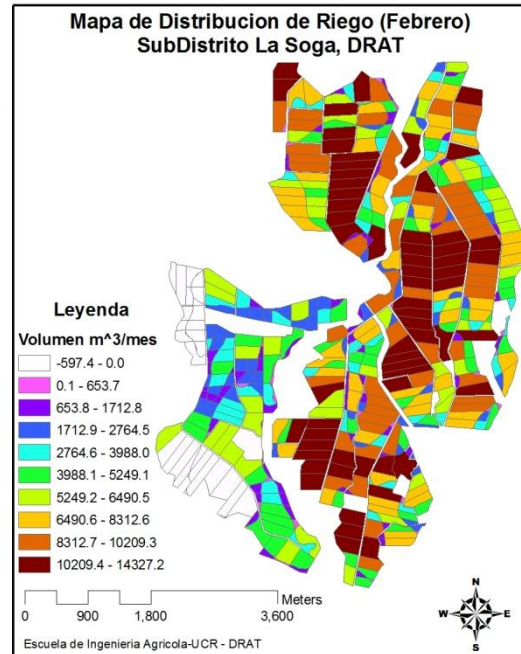 Mapa de Distribucion de Riego (Febrero)
SubDistrito La Soga, DRAT
Leyenda
Volumen m^3/mes
-597.4 - 0.0
0.1 - 653.7
653.8 - 1712.8
1712.9 - 2764.5
2764.6 - 3988.0
3988.1 - 5249.1
5249.2 - 6490.5
6490.6 - 8312.6
8312.7 - 10209.3
10209.4 - 14327.2
Meters
0 900 1,800 3,600
Escuela de Ingenieria Agricola-UCR - DRAT
N
W E
S